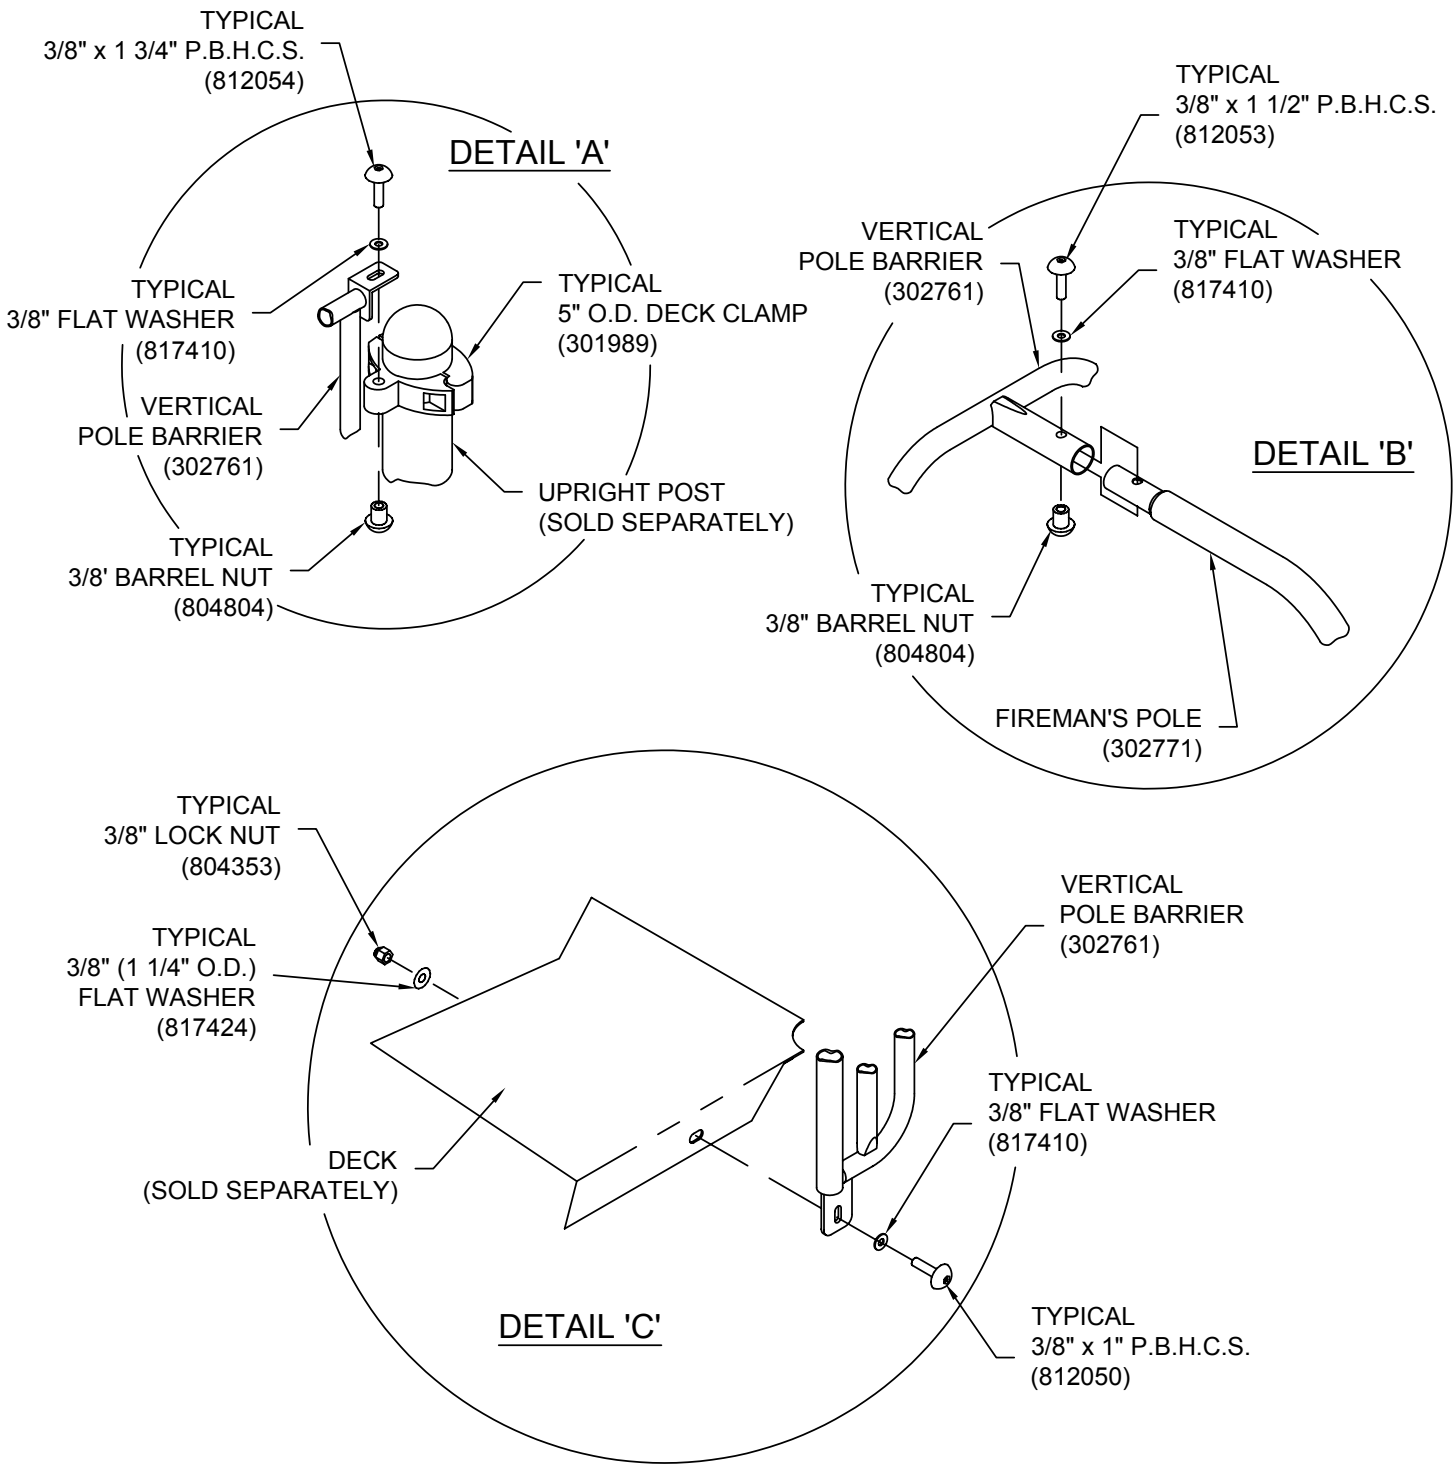 TYPICAL
3/8" x 1 3/4" P.B.H.C.S.
(812054)
DETAIL 'A'
TYPICAL
3/8" FLAT WASHER
(817410)
TYPICAL
5" O.D. DECK CLAMP
(301989)
VERTICAL
POLE BARRIER
(302761)
UPRIGHT POST
(SOLD SEPARATELY)
TYPICAL
3/8' BARREL NUT
(804804)
TYPICAL
3/8" x 1 1/2" P.B.H.C.S.
(812053)
VERTICAL
POLE BARRIER
(302761)
TYPICAL
3/8" FLAT WASHER
(817410)
DETAIL 'B'
TYPICAL
3/8" BARREL NUT
(804804)
FIREMAN'S POLE
(302771)
TYPICAL
3/8" LOCK NUT
(804353)
TYPICAL
3/8" (1 1/4" O.D.)
FLAT WASHER
(817424)
VERTICAL
POLE BARRIER
(302761)
TYPICAL
3/8" FLAT WASHER
(817410)
DECK
(SOLD SEPARATELY)
DETAIL 'C'
TYPICAL
3/8" x 1" P.B.H.C.S.
(812050)